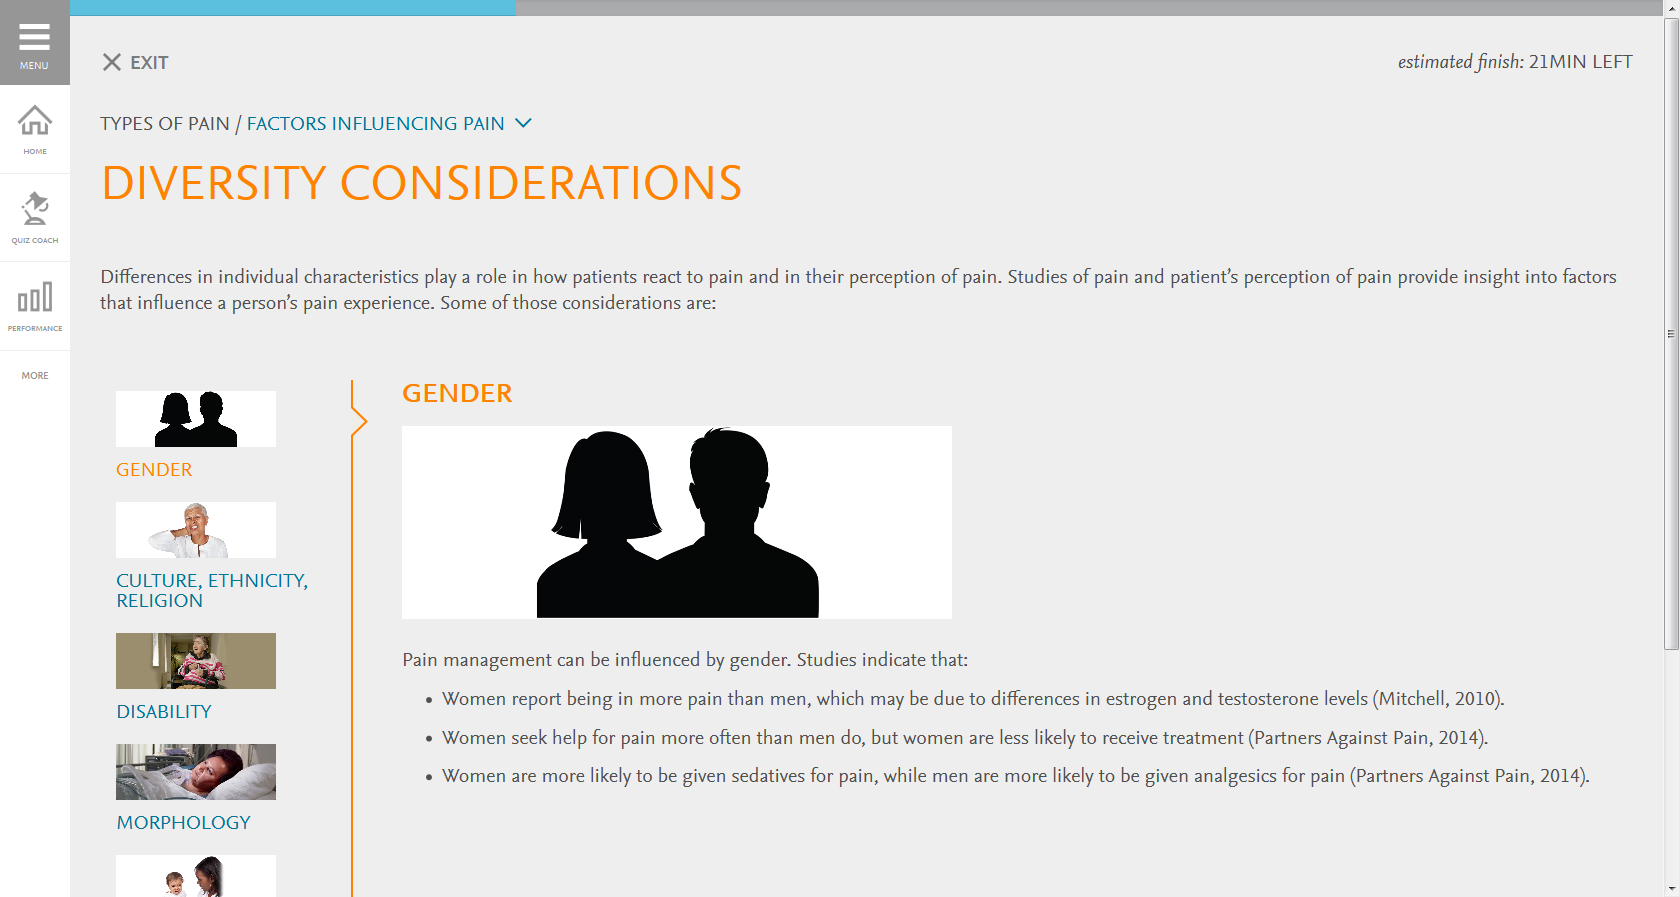 MENU
HOME
QUIZ COACH
PERFORMANCE
MORE
EXIT
estimated finish: 21MIN LEFT
TYPES OF PAIN / FACTORS INFLUENCING PAIN
DIVERSITY CONSIDERATIONS
Differences in individual characteristics play a role in how patients react to pain and in their perception of pain. Studies of pain and patient’s perception of pain provide insight into factors
that influence a person’s pain experience. Some of those considerations are:
GENDER
CULTURE, ETHNICITY,
RELIGION
DISABILITY
MORPHOLOGY
GENDER
Pain management can be influenced by gender. Studies indicate that:
• Women report being in more pain than men, which may be due to differences in estrogen and testosterone levels (Mitchell, 2010).
• Women seek help for pain more often than men do, but women are less likely to receive treatment (Partners Against Pain, 2014).
• Women are more likely to be given sedatives for pain, while men are more likely to be given analgesics for pain (Partners Against Pain, 2014).